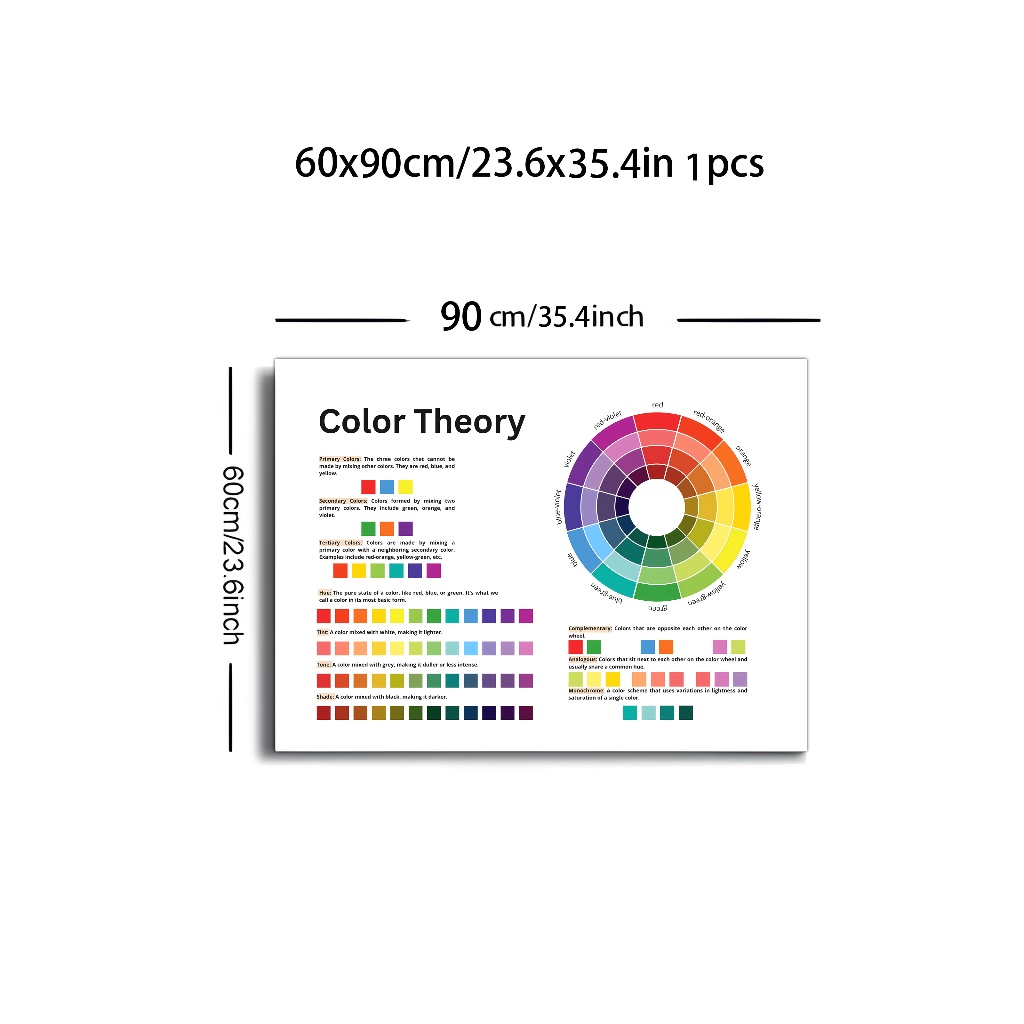 60x90cm/23.6x35.4in 1pcs
90 cm/35.4inch
60cm/23.6inch
Color Theory
Primary Colors: The three colors that cannot be
made by mixing other colors. They are red, blue, and
yellow.
Secondary Colors: Colors formed by mixing two
primary colors. They include green, orange, and
violet.
Tertiary Colors: Colors are made by mixing a
primary color with a neighboring secondary color.
Examples include red-orange, yellow-green, etc.
Hue: The pure state of a color, like red, blue, or green. It's what we
call a color in its most basic form.
Tint: A color mixed with white, making it lighter.
Tone: A color mixed with grey, making it duller or less intense.
Shade: A color mixed with black, making it darker.
red
red-orange
orange
yellow-orange
yellow
yellow-green
green
blue-green
blue
blue-violet
violet
red-violet
Complementary: Colors that are opposite each other on the color
wheel.
Analogous: Colors that sit next to each other on the color wheel and
usually share a common hue.
Monochrome: A color scheme that uses variations in lightness and
saturation of a single color.